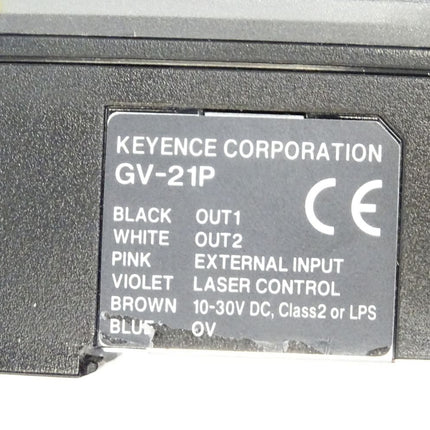 KEYENCE CORPORATION
GV-21P
CE
BLACK OUT1
WHITE OUT2
PINK EXTERNAL INPUT
VIOLET LASER CONTROL
BROWN 10-30V DC, Class2 or LPS
BLUE 0V